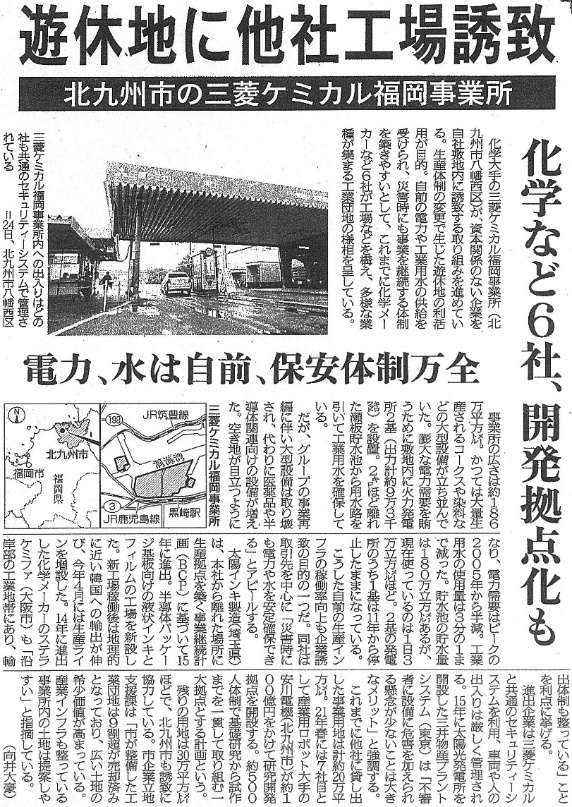 遊休地に他社工場誘致
北九州市の三菱ケミカル福岡事業所
化学など6社、開発拠点化も
化学大手の三菱ケミカル福岡事業所(北
九州市八幡西区)が、資本関係のない企業を
自社敷地内に誘致する取り組みを進めてい
る。生産体制の変更で生じた遊休地の利活
用が目的。自前の電力や工業用水の供給を
受けられ、災害時にも事業を継続する体制
を築きやすいとして、これまでに化学メー
カーなど6社が工場などを構え、多様な業
種が集まる工業団地の様相を呈している。
三菱ケミカル福岡事業所内への出入りはどの
社も共通のセキュリティーシステムで管理さ
れている =24日、北九州市八幡西区
電力、水は自前、保安体制万全
事業所の広さは約186
万平方㍍。かつては大量生
産されるコークスや染料な
どの大型設備が立ち並んで
いた。膨大な電力需要を賄
うために敷地内に火力発電
所2基(出力計約9万3千
㌔㍗)を設置。2㌔ほど離れ
た瀬板貯水池から用水路を
引いて工業用水を確保して
いる。
だが、グループの事業再
編に伴い大型設備は取り壊
され、代わりに医薬品や半
導体関連向けの設備が増え
た。空き地が目立つように
三菱ケミカル福岡事業所
N
北九州市
福岡市
福岡県
JR筑豊線
199
洞海湾
3
黒崎駅
JR鹿児島線
なり、電力需要はピークの
2005年から半減。工業
用水の使用量は3分の1ま
で減った。貯水池の貯水量
は180万立方㍍あるが、
現在使っているのは1日3
万立方㍍ほど。2基の発電
所のうち1基は11年から停
止したままになっている。
こうした自前の生産イン
フラの稼働率向上も企業誘
致の目的の一つだ。同社は
取引先を中心に「災害時に
も電力や水を安定確保でき
る」とアピールする。
太陽インキ製造(埼玉県)
は、本社から離れた場所に
生産拠点を築く事業継続計
画(BCP)に基づいて15
年に進出。半導体パッケー
ジ基板向けの液状インキと
フィルムの工場を新設し
た。新工場稼働後は地理的
に近い韓国への輸出が伸
び、今年4月には生産ライ
ンを増設した。14年に進出
した化学メーカーのステラ
ケミファ(大阪市)も「沿
岸部の工業地帯にあり、輸
出体制も整っている」こと
を利点に挙げる。
進出企業は三菱ケミカル
と共通のセキュリティーシ
ステムを利用、車両や人の
出入りは厳しく管理され
る。15年に太陽光発電所を
開設した三井物産プラント
システム(東京)は「不審
者に設備に危害を加えられ
る懸念が少ないことは大き
なメリット」と強調する。
これまでに他社に貸し出
した事業用地は計約20万平
方㍍。21年春には7社目と
して産業用ロボット大手の
安川電機(北九州市)が約1
00億円をかけて研究開発
拠点を開設する。約500
人体制で基礎研究から試作
までを一貫して取り組む一
大拠点とする計画という。
残りの用地は30万平方㍍
ほどで、北九州市も誘致に
協力している。市企業立地
支援課は「市が整備した工
業団地は9割超が売却済み
となっており、広い土地の
希少価値が高まっている。
産業インフラも整っている
事業所内の土地は提案しや
すい」と指摘している。
(向井大豪)